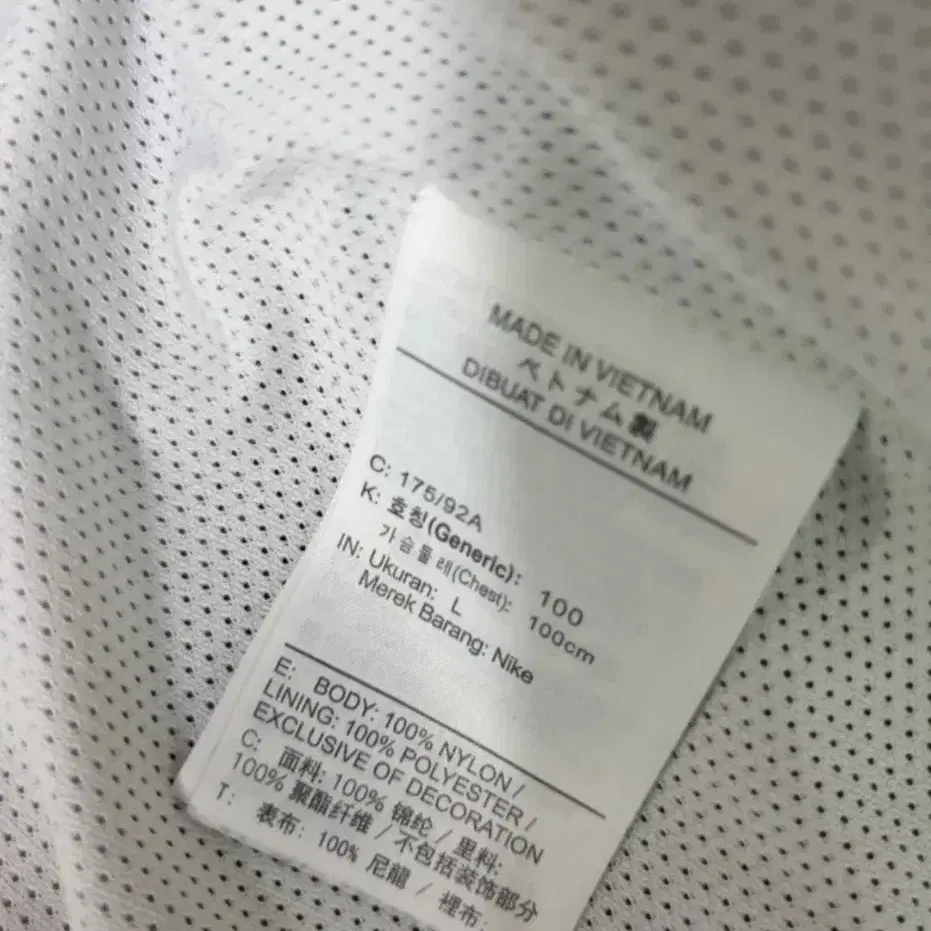 MADE IN VIETNAM
ベトナム製
DIBUAT DI VIETNAM
C: 175/92A
K: 호칭(Generic): 100
가슴둘레(Chest): 100cm
IN: Ukuran: L
Merek Barang: Nike
E: BODY: 100% NYLON /
LINING: 100% POLYESTER /
EXCLUSIVE OF DECORATION
C: 面料: 100% 锦纶 / 里料:
100% 聚酯纤维 / 不包括装饰部分
T: 表布: 100% 尼龍 / 裡布: